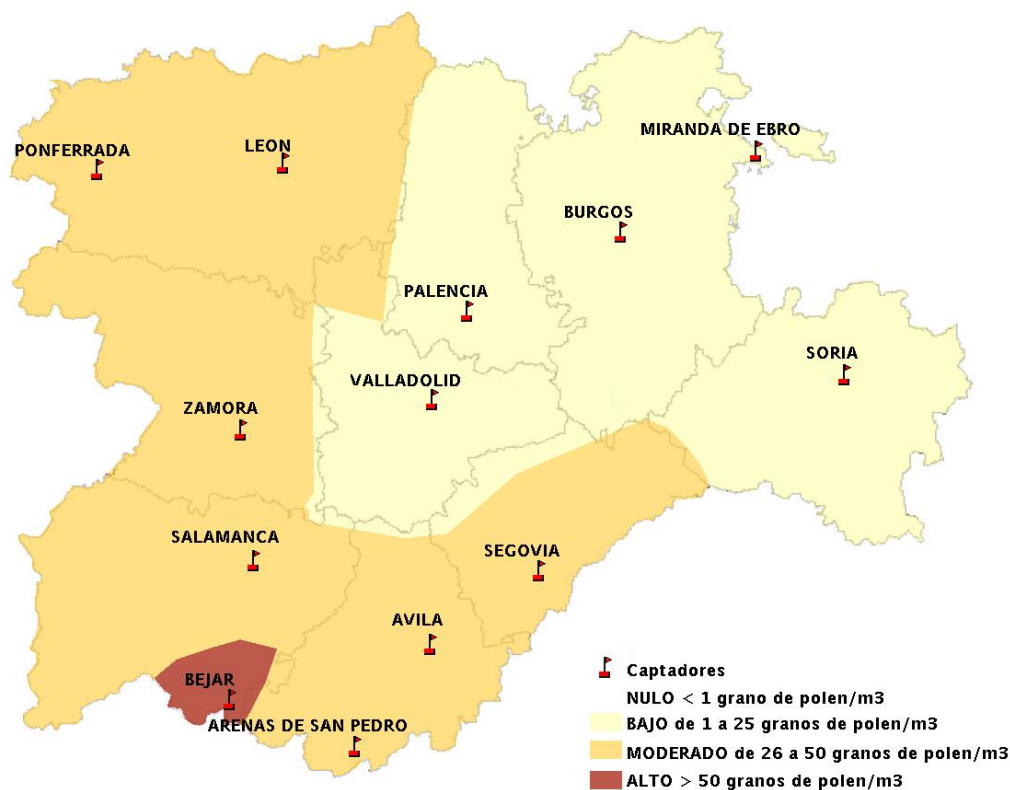 MIRANDA DE EBRO
PONFERRADA
LEON
BURGOS
PALENCIA
SORIA
VALLADOLID
ZAMORA
SALAMANCA
SEGOVIA
AVILA
BEJAR
ARENAS DE SAN PEDRO
Captadores
NULO < 1 grano de polen/m3
BAJO de 1 a 25 granos de polen/m3
MODERADO de 26 a 50 granos de polen/m3
ALTO > 50 granos de polen/m3